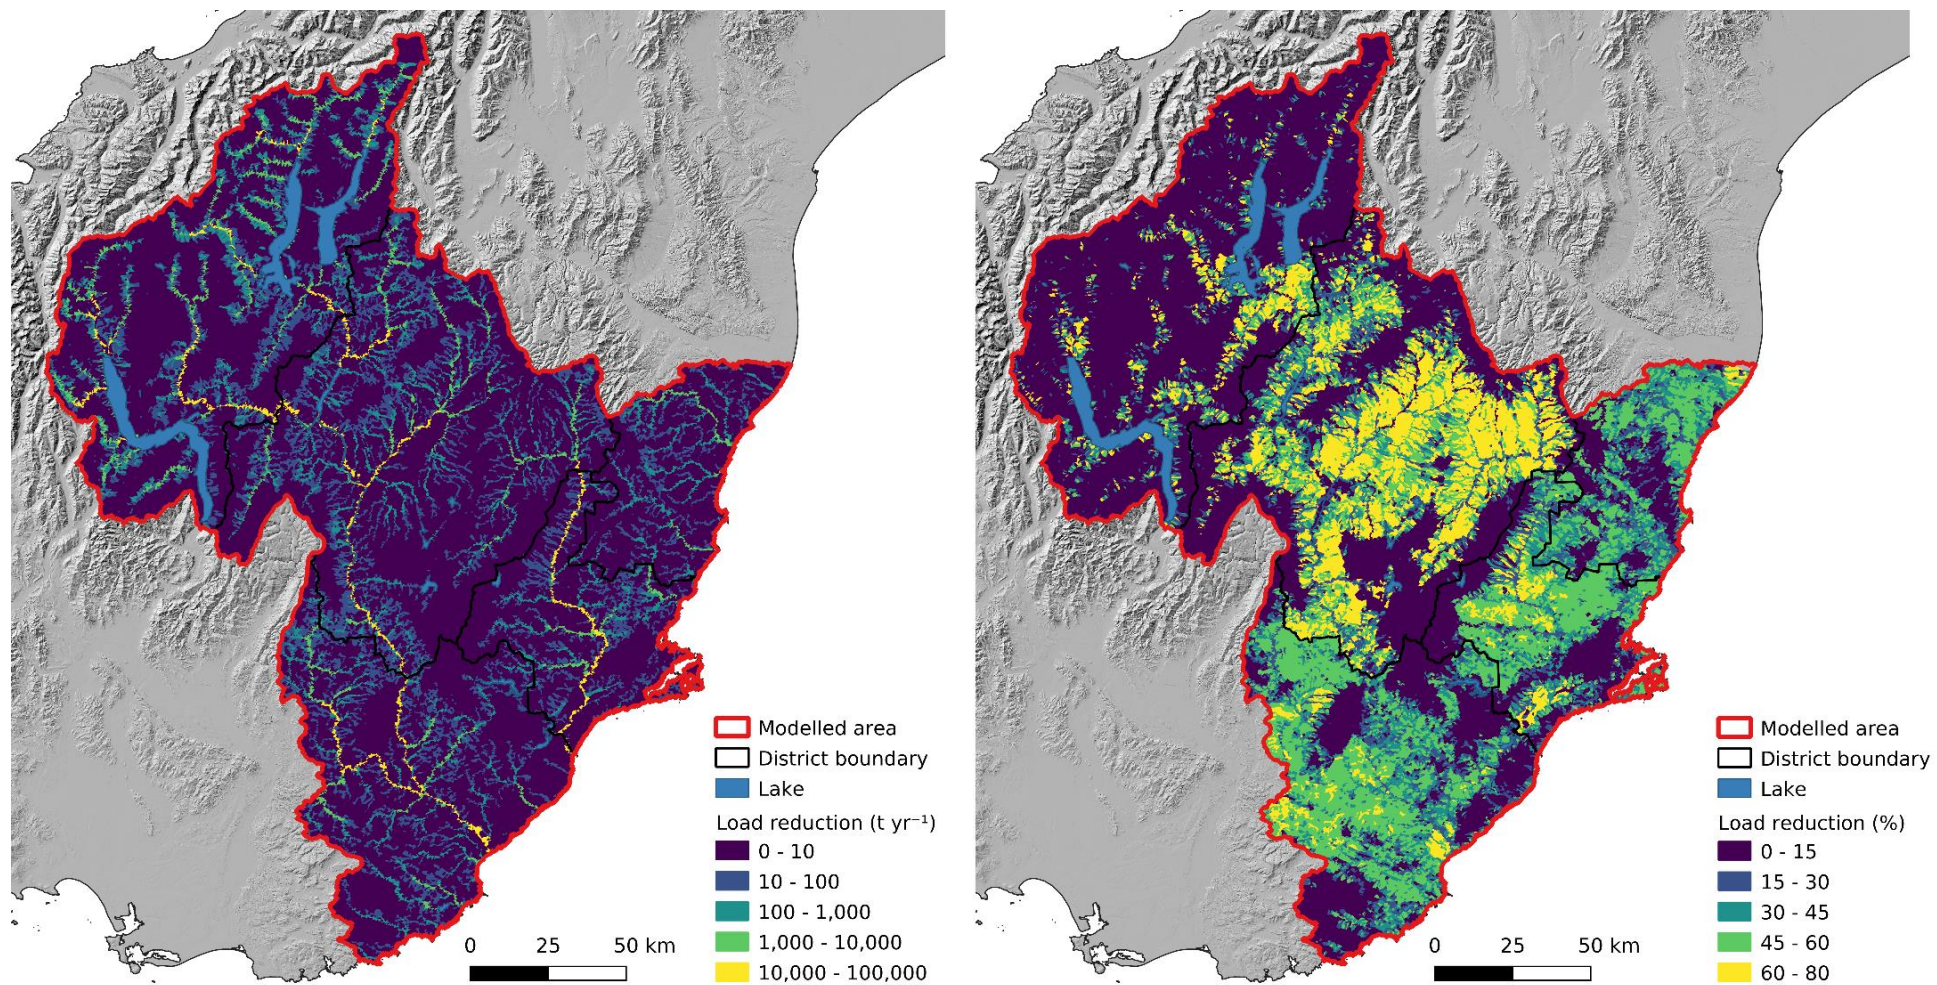 Modelled area
District boundary
Lake
Load reduction (t yr⁻¹)
0 - 10
10 - 100
100 - 1,000
1,000 - 10,000
10,000 - 100,000
0 25 50 km
Modelled area
District boundary
Lake
Load reduction (%)
0 - 15
15 - 30
30 - 45
45 - 60
60 - 80
0 25 50 km